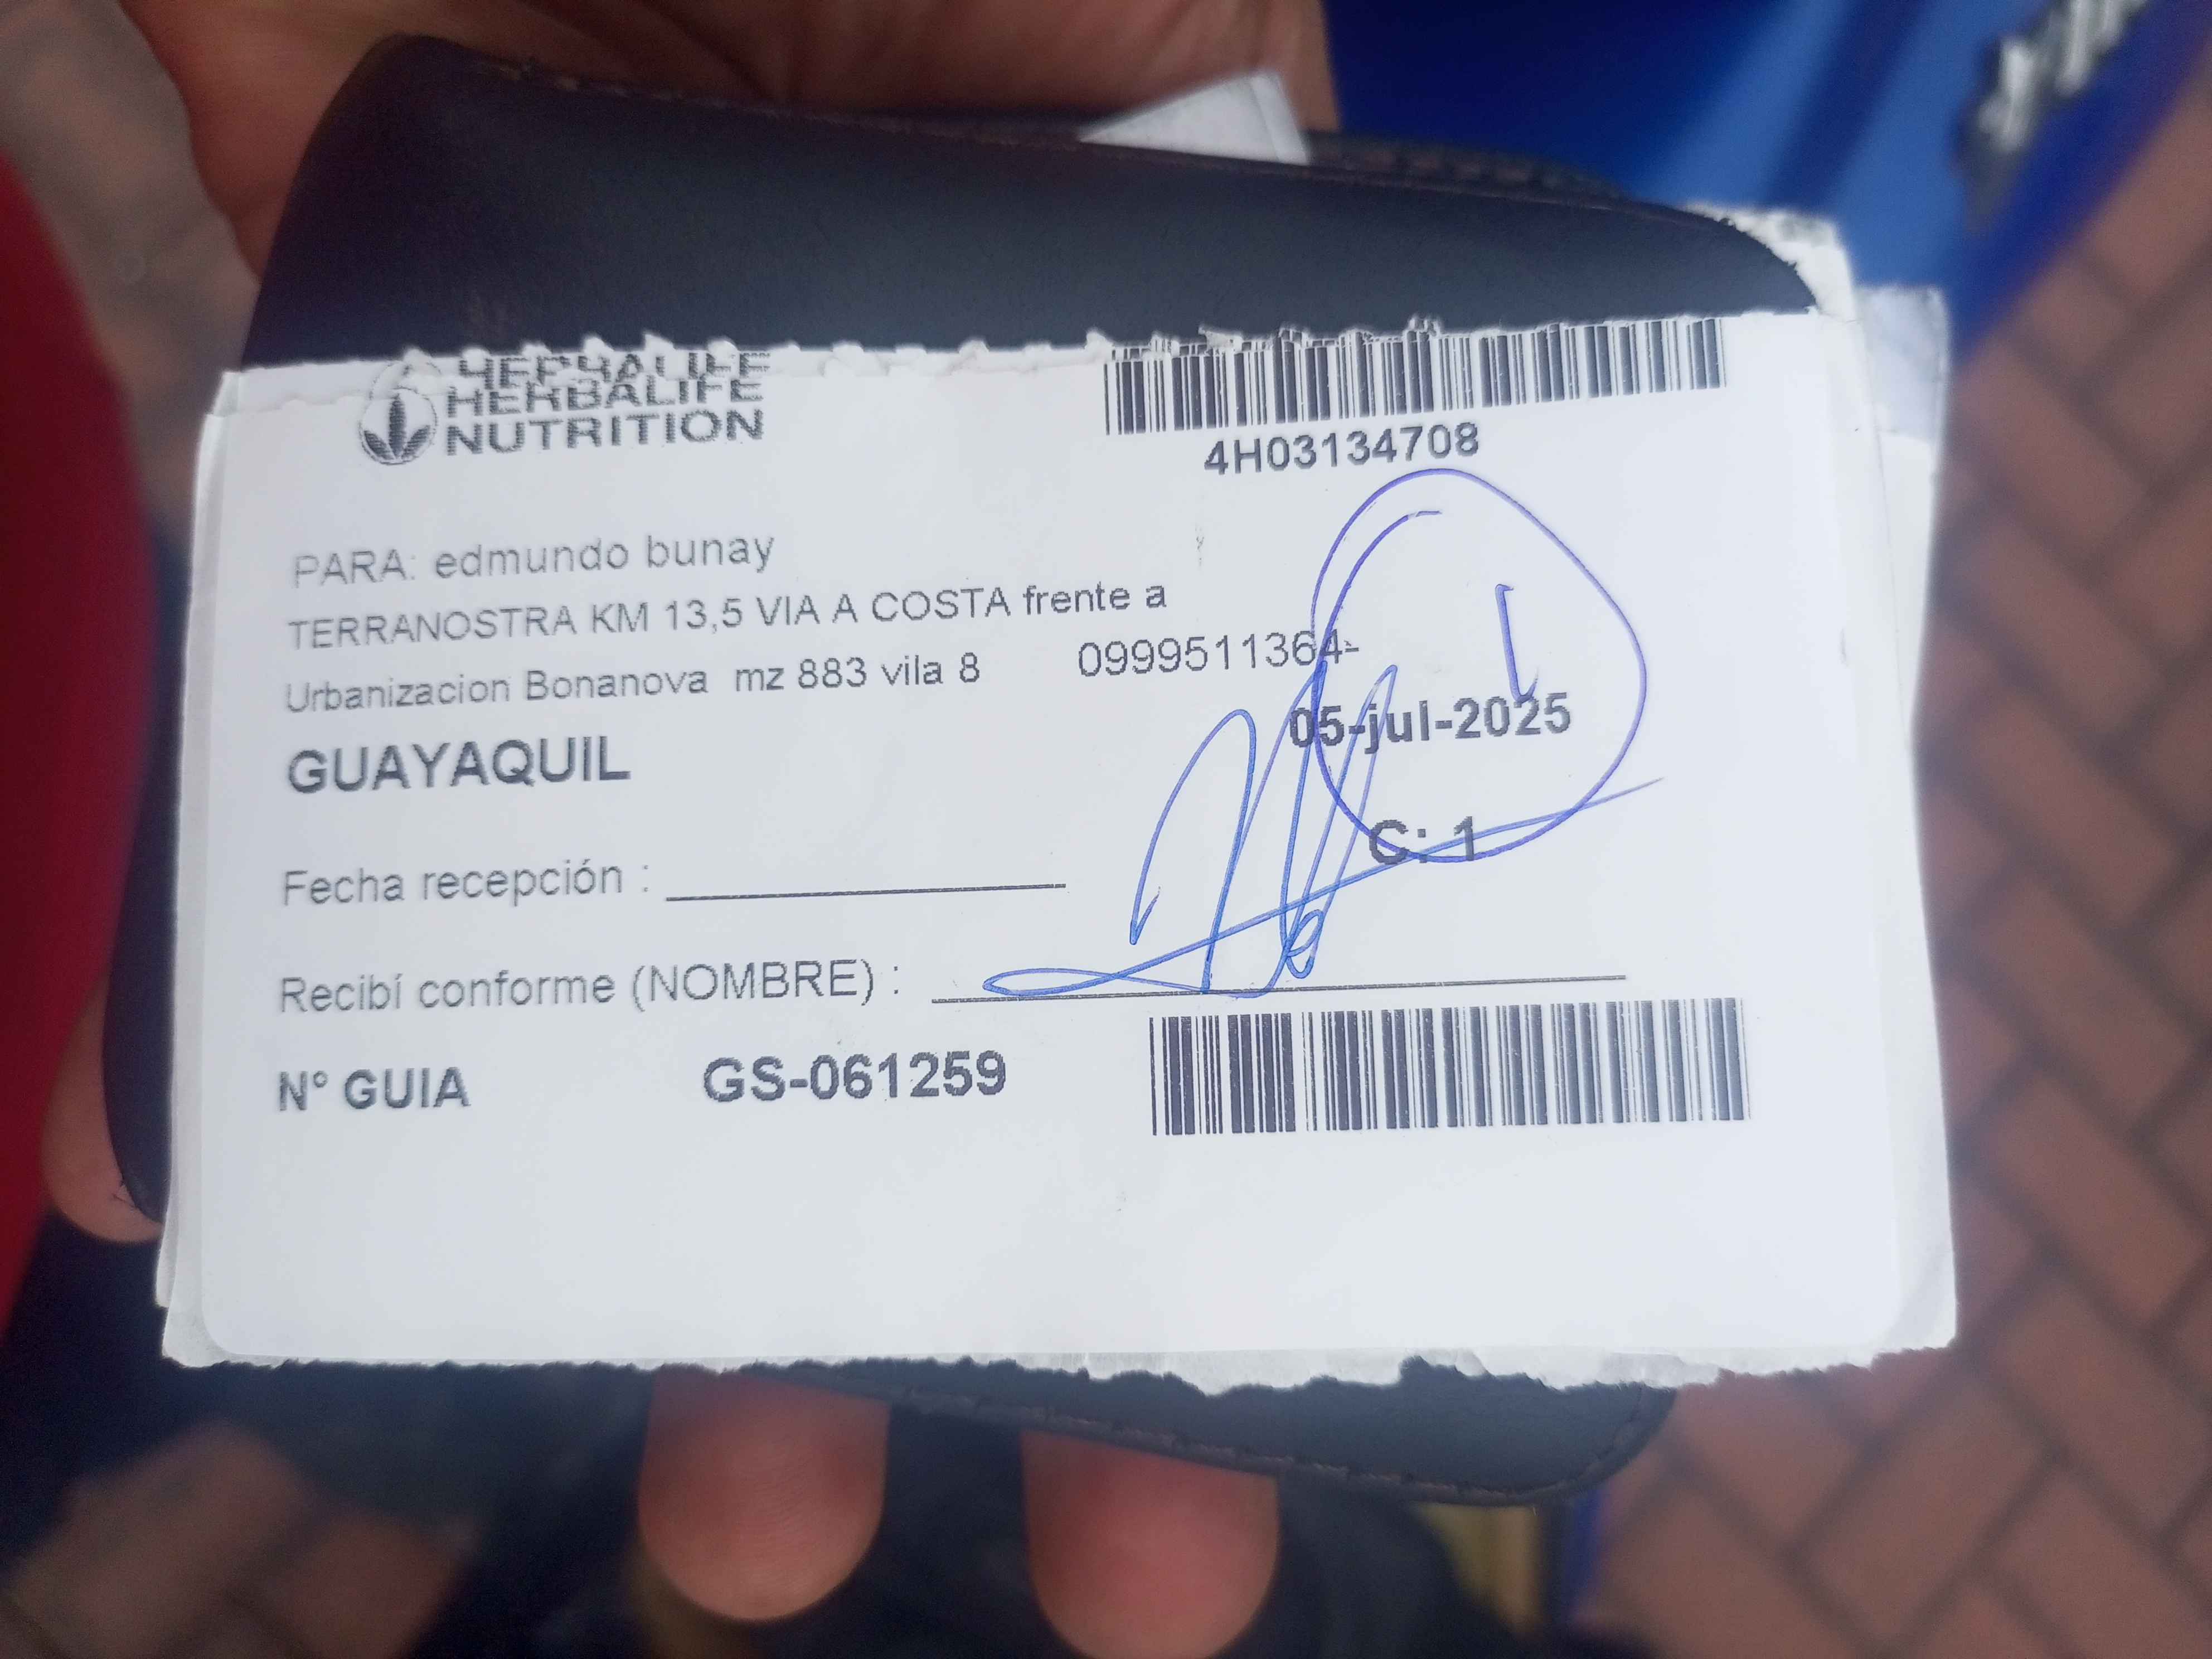 HERBALIFE
HERBALIFE
NUTRITION
4H03134708
PARA: edmundo bunay
TERRANOSTRA KM 13,5 VIA A COSTA frente a
Urbanizacion Bonanova mz 883 vila 8 0999511364-
05-jul-2025
GUAYAQUIL
C: 1
Fecha recepción :
Recibí conforme (NOMBRE) :
N° GUIA GS-061259